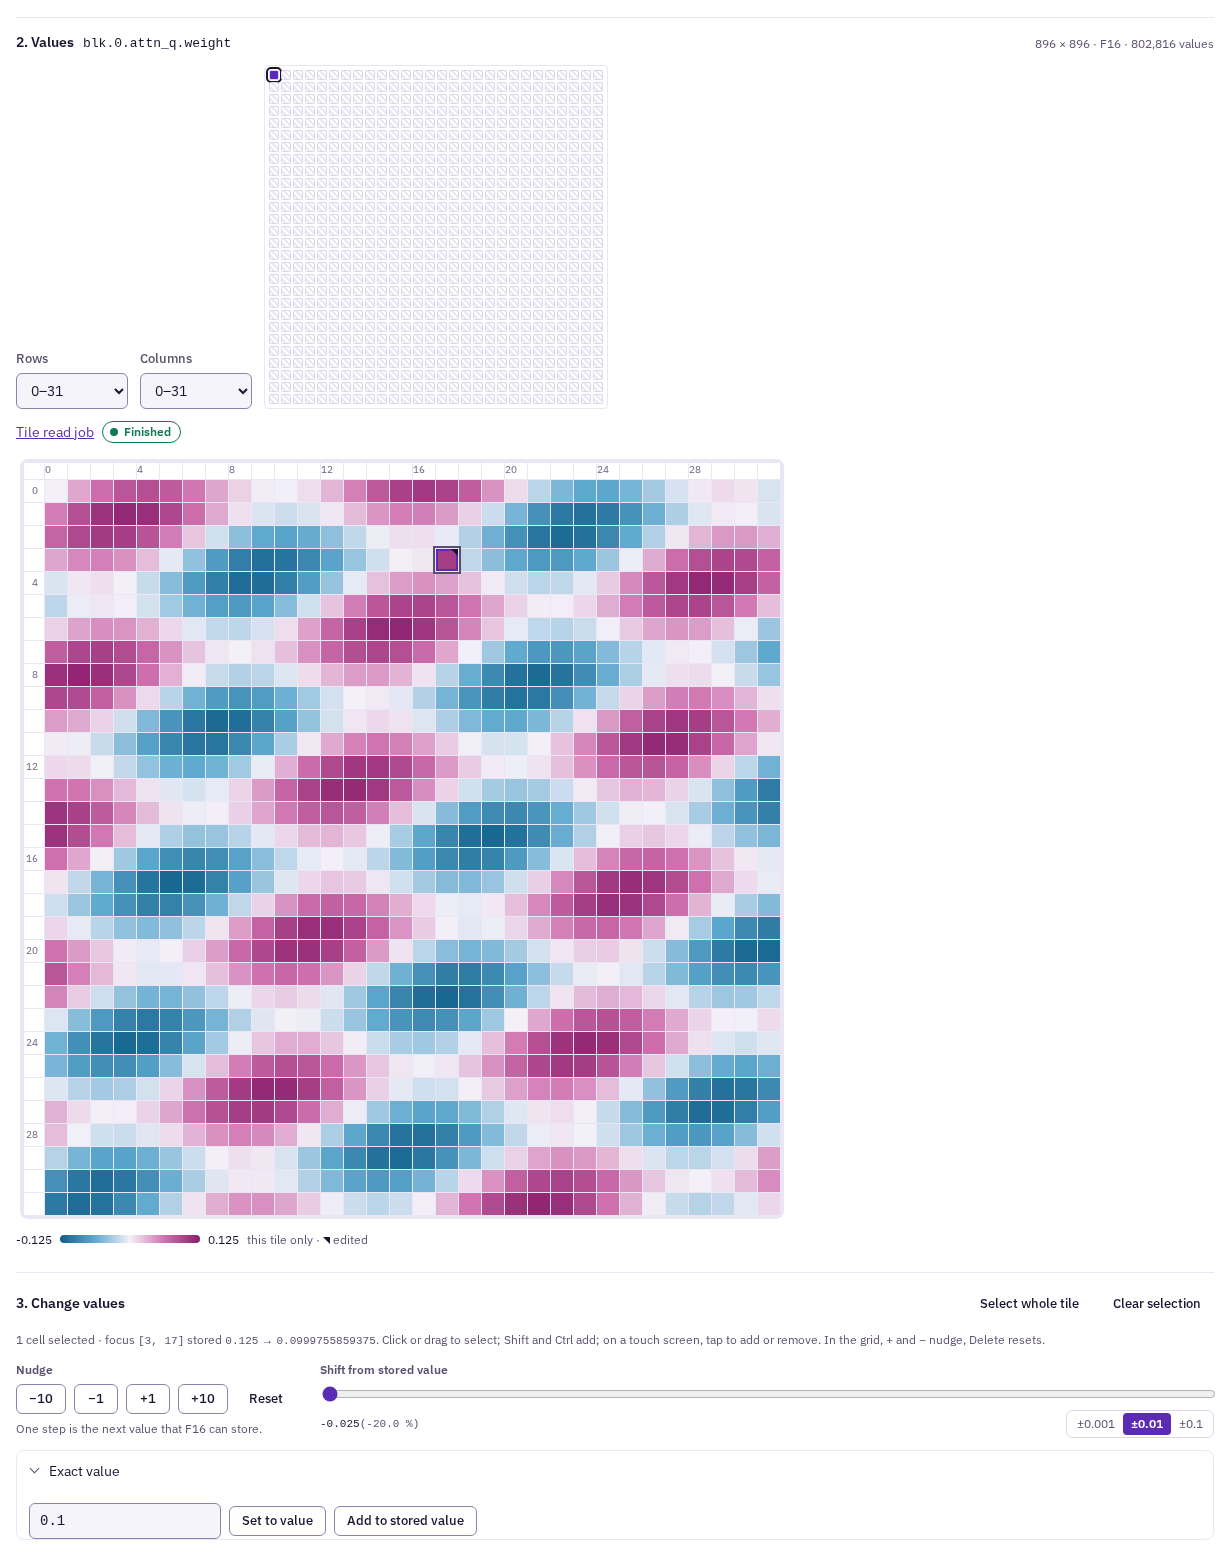 2. Values blk.0.attn_q.weight
896 × 896 · F16 · 802,816 values
Rows
Columns
0–31
0–31
Tile read job
Finished
0 4 8 12 16 20 24 28
0
4
8
12
16
20
24
28
-0.125 0.125 this tile only · edited
3. Change values
Select whole tile
Clear selection
1 cell selected · focus [3, 17] stored 0.125 → 0.0999755859375. Click or drag to select; Shift and Ctrl add; on a touch screen, tap to add or remove. In the grid, + and − nudge, Delete resets.
Nudge
−10 −1 +1 +10 Reset
One step is the next value that F16 can store.
Shift from stored value
-0.025(-20.0 %)
±0.001 ±0.01 ±0.1
Exact value
0.1
Set to value
Add to stored value